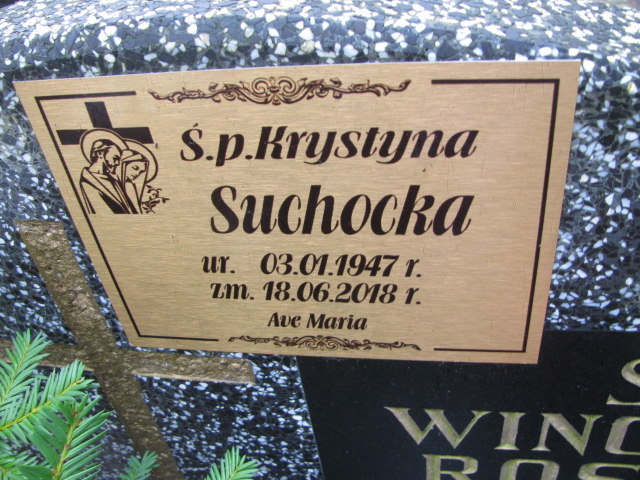 Ś.p. Krystyna
Suchocka
ur. 03.01.1947 r.
zm. 18.06.2018 r.
Ave Maria